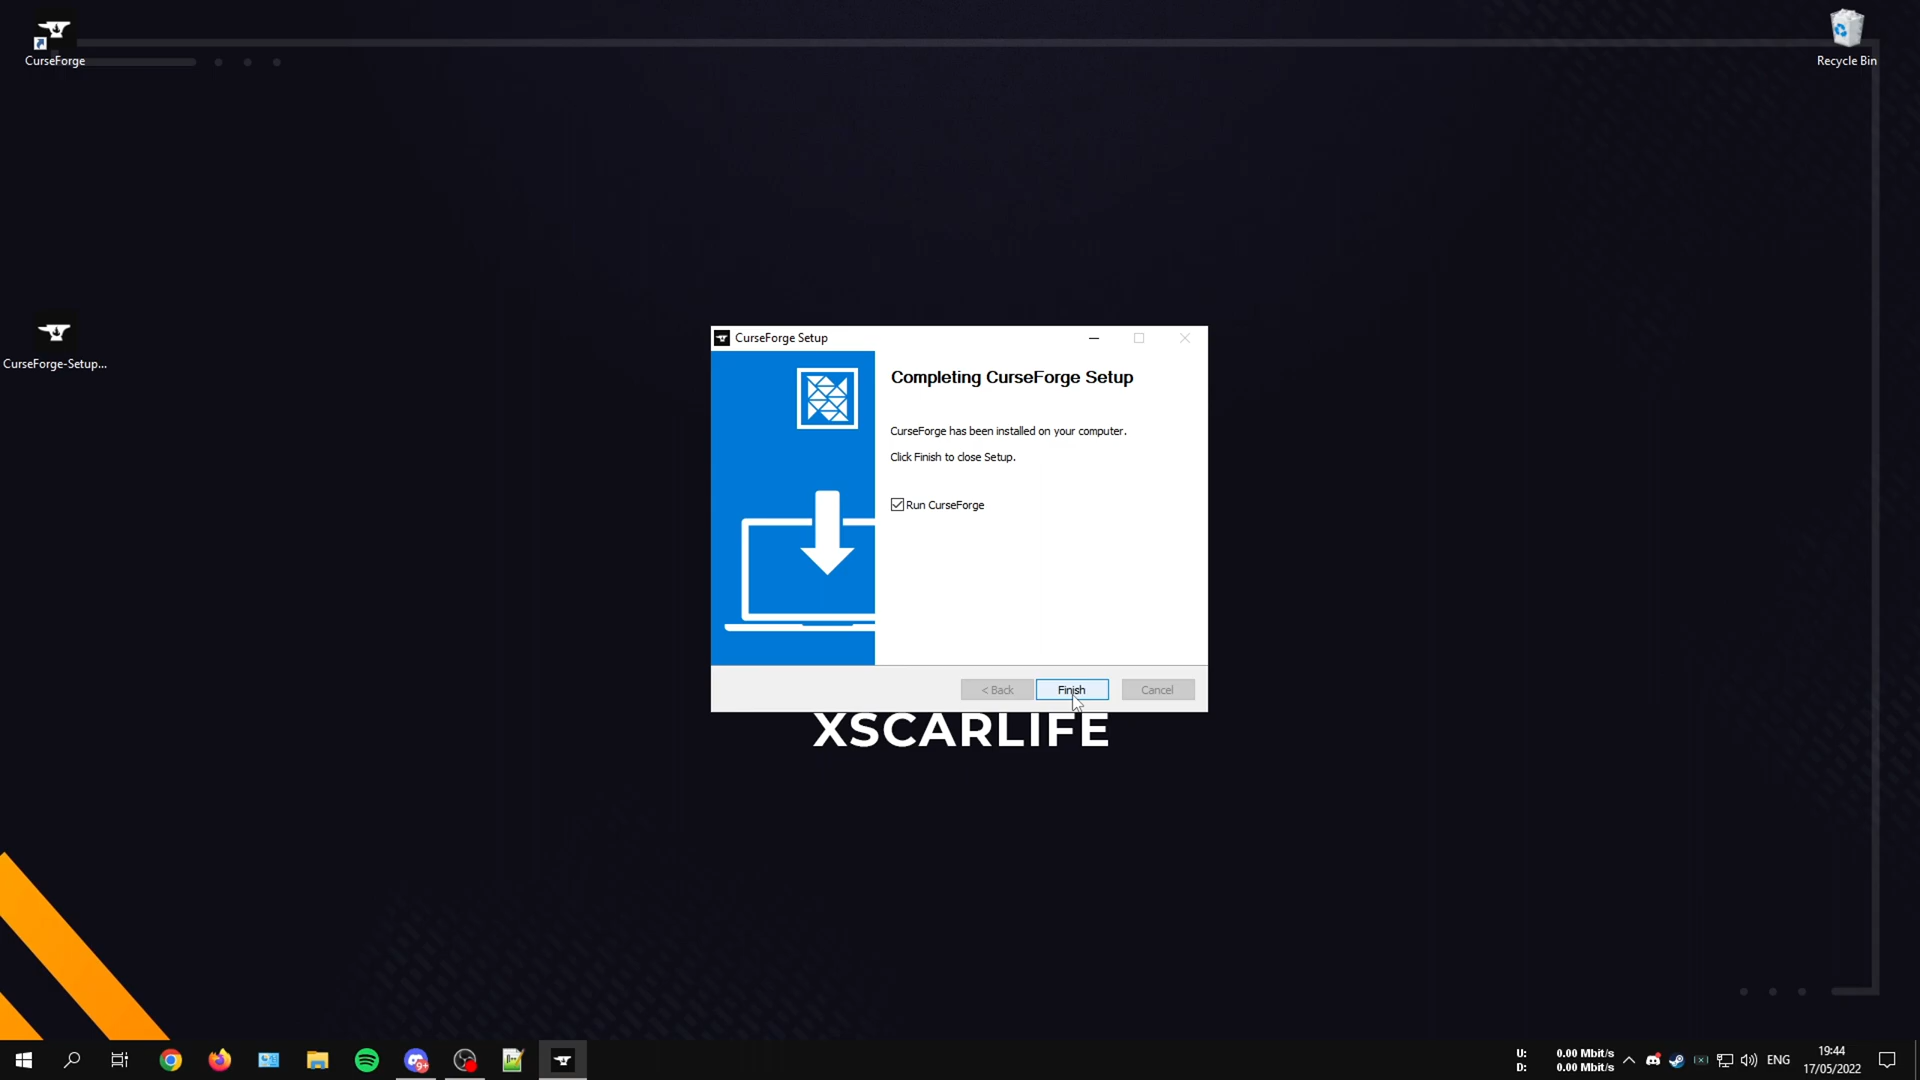 CurseForge
Recycle Bin
CurseForge-Setup...
CurseForge Setup
Completing CurseForge Setup
CurseForge has been installed on your computer.
Click Finish to close Setup.
Run CurseForge
< Back
Finish
Cancel
XSCARLIFE
U: 0.00 Mbit/s
D: 0.00 Mbit/s
9+
ENG
19:44
17/05/2022